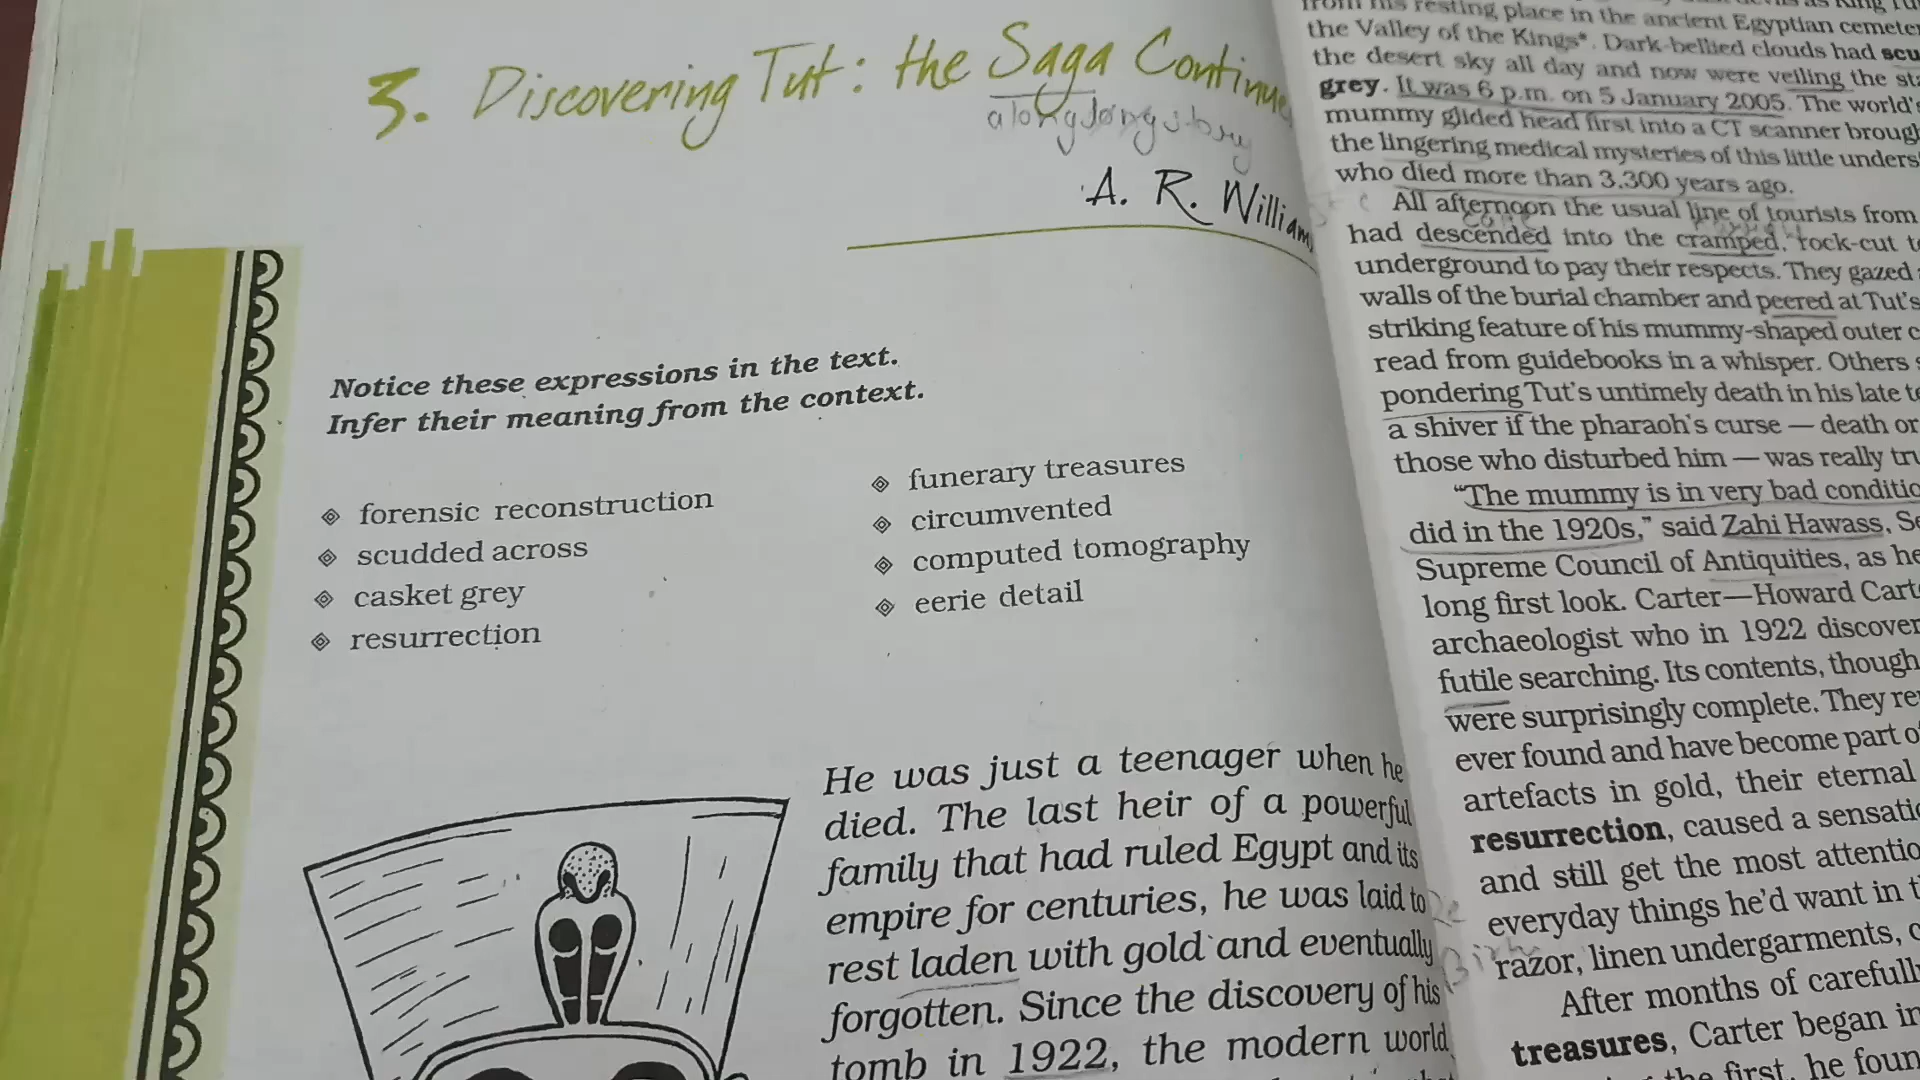 3. Discovering Tut: the Saga Continue
a long long story
A. R. William
Notice these expressions in the text.
Infer their meaning from the context.
forensic reconstruction
scudded across
casket grey
resurrection
funerary treasures
circumvented
computed tomography
eerie detail
He was just a teenager when he
died. The last heir of a powerful
family that had ruled Egypt and its
empire for centuries, he was laid to
rest laden with gold and eventually
forgotten. Since the discovery of his
tomb in 1922, the modern world
from his resting place in the ancient Egyptian
the Valley of the Kings*. Dark-bellied clouds had
the desert sky all day and now were veiling the
grey. It was 6 p.m. on 5 January 2005. The world's
mummy glided head first into a CT scanner
the lingering medical mysteries of this little
who died more than 3,300 years ago.
All afternoon the usual line of tourists from
had descended into the cramped, rock-cut
underground to pay their respects. They gazed
walls of the burial chamber and peered at Tut's
striking feature of his mummy-shaped outer
read from guidebooks in a whisper. Others
pondering Tut's untimely death in his late
a shiver if the pharaoh's curse — death or
those who disturbed him — was really
"The mummy is in very bad
did in the 1920s," said Zahi Hawass,
Supreme Council of Antiquities, as he
long first look. Carter—Howard
archaeologist who in 1922
futile searching. Its contents, though
were surprisingly complete. They
ever found and have become part
artefacts in gold, their eternal
resurrection, caused a
and still get the most
everyday things he'd want in
razor, linen undergarments,
After months of
treasures, Carter began
the first, he